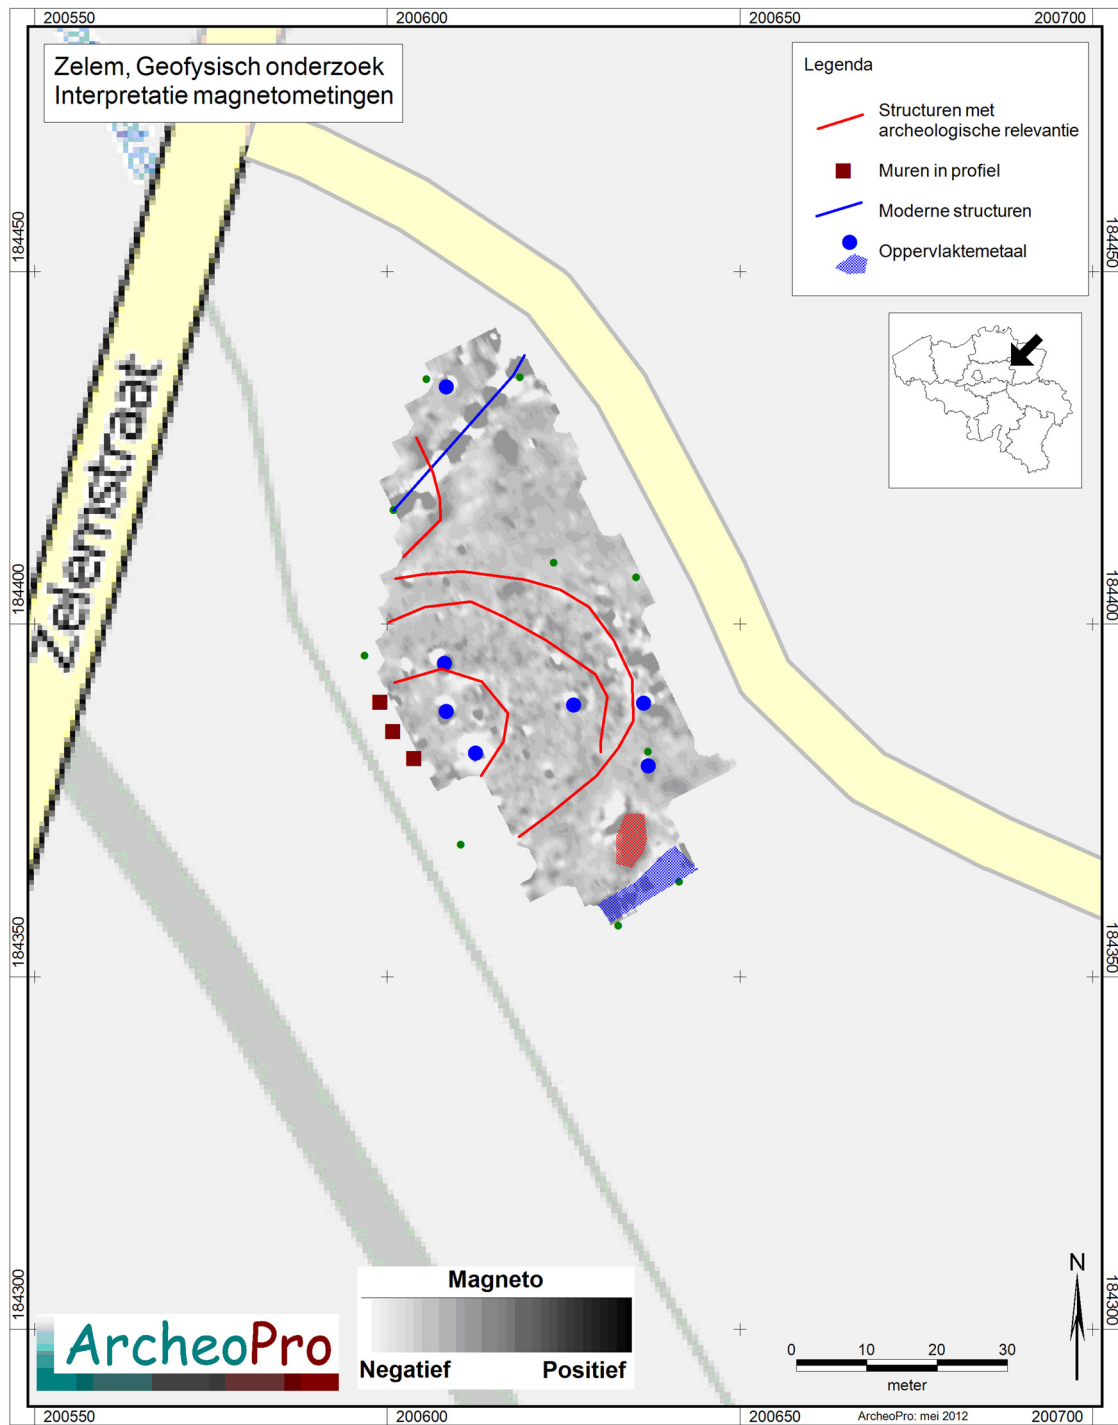 200550
200600
200650
200700
Zelem, Geofysisch onderzoek
Interpretatie magnetometingen
Legenda
Structuren met
archeologische relevantie
Muren in profiel
Moderne structuren
Oppervlaktemetaal
184450
184450
Zelemstraat
184400
184400
184350
184350
184300
184300
Magneto
Negatief
Positief
ArcheoPro
N
0
10
20
30
meter
ArcheoPro: mei 2012
200550
200600
200650
200700